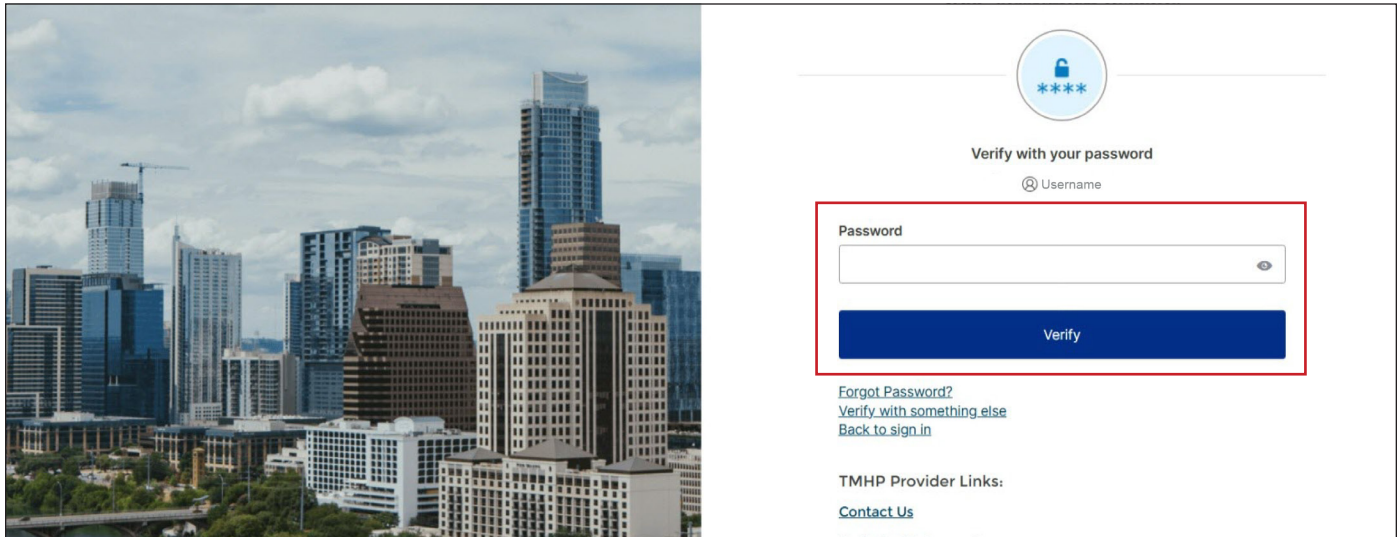 ****
Verify with your password
Username
Password
Verify
Forgot Password?
Verify with something else
Back to sign in
TMHP Provider Links:
Contact Us